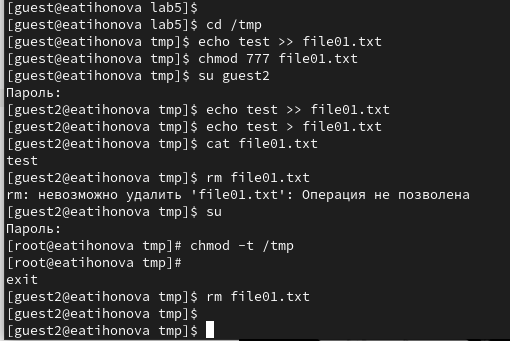 [guest@eatihonova lab5]$
[guest@eatihonova lab5]$ cd /tmp
[guest@eatihonova tmp]$ echo test >> file01.txt
[guest@eatihonova tmp]$ chmod 777 file01.txt
[guest@eatihonova tmp]$ su guest2
Пароль:
[guest2@eatihonova tmp]$ echo test >> file01.txt
[guest2@eatihonova tmp]$ echo test > file01.txt
[guest2@eatihonova tmp]$ cat file01.txt
test
[guest2@eatihonova tmp]$ rm file01.txt
rm: невозможно удалить 'file01.txt': Операция не позволена
[guest2@eatihonova tmp]$ su
Пароль:
[root@eatihonova tmp]# chmod -t /tmp
[root@eatihonova tmp]#
exit
[guest2@eatihonova tmp]$ rm file01.txt
[guest2@eatihonova tmp]$
[guest2@eatihonova tmp]$